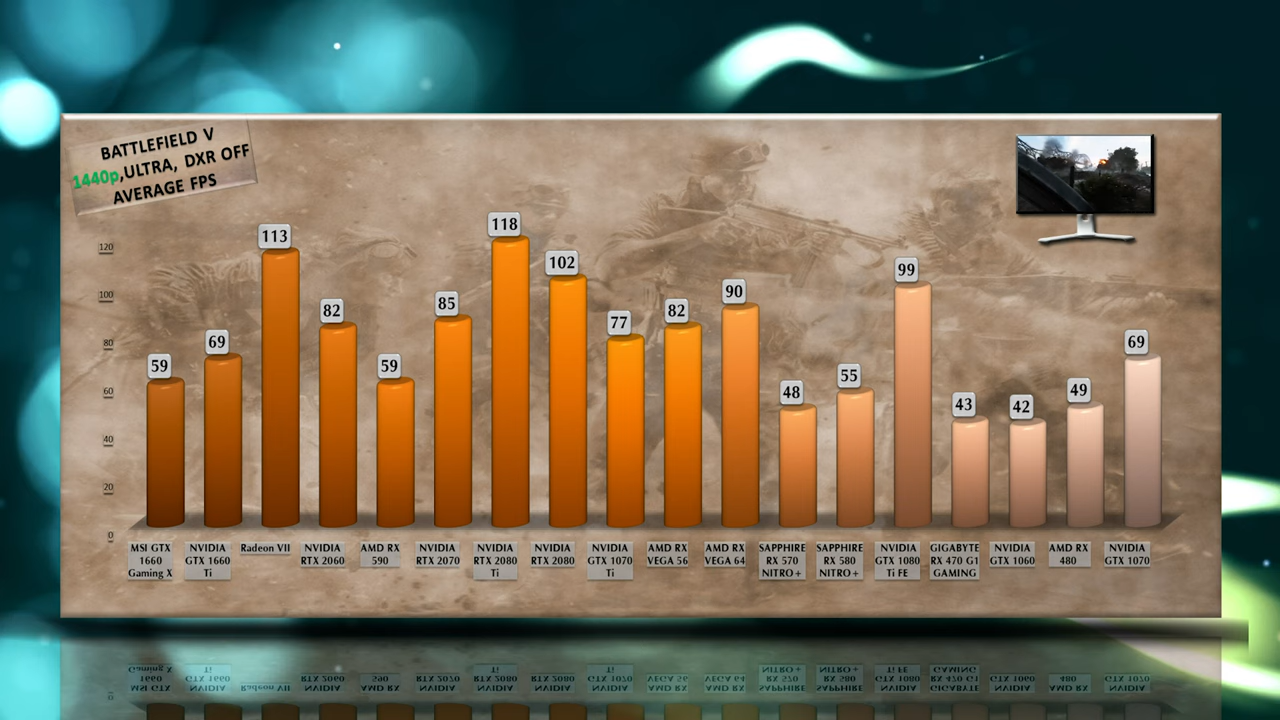 BATTLEFIELD V
1440p,ULTRA, DXR OFF
AVERAGE FPS
120
100
80
60
40
20
0
59
69
113
82
59
85
118
102
77
82
90
48
55
99
43
42
49
69
MSI GTX
1660
Gaming X
NVIDIA
GTX 1660
Ti
Radeon VII
NVIDIA
RTX 2060
AMD RX
590
NVIDIA
RTX 2070
NVIDIA
RTX 2080
Ti
NVIDIA
RTX 2080
NVIDIA
GTX 1070
Ti
AMD RX
VEGA 56
AMD RX
VEGA 64
SAPPHIRE
RX 570
NITRO+
SAPPHIRE
RX 580
NITRO+
NVIDIA
GTX 1080
Ti FE
GIGABYTE
RX 470 G1
GAMING
NVIDIA
GTX 1060
AMD RX
480
NVIDIA
GTX 1070